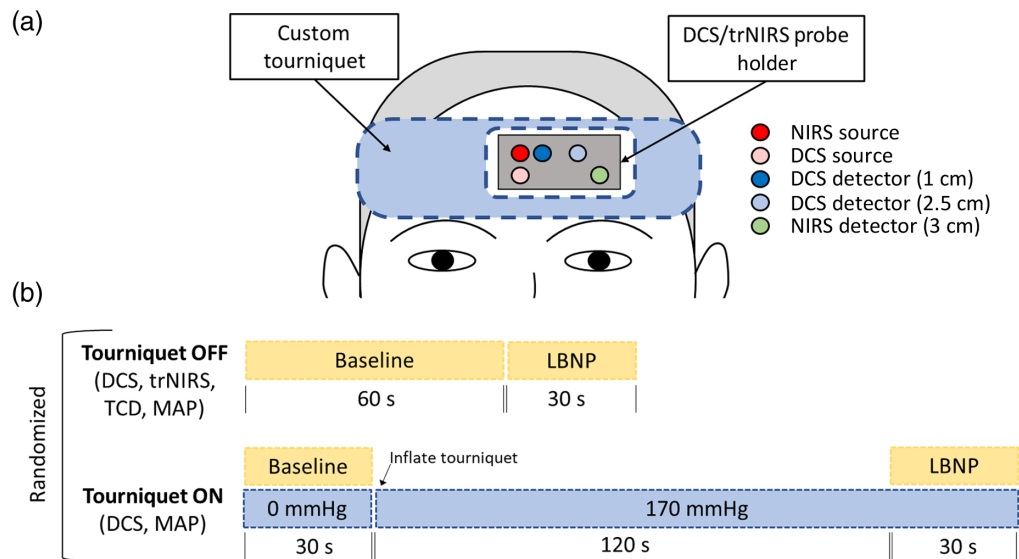 (a)
Custom
tourniquet
DCS/trNIRS probe
holder
NIRS source
DCS source
DCS detector (1 cm)
DCS detector (2.5 cm)
NIRS detector (3 cm)
(b)
Randomized
Tourniquet OFF
(DCS, trNIRS,
TCD, MAP)
Baseline
LBNP
60 s
30 s
Tourniquet ON
(DCS, MAP)
Baseline
Inflate tourniquet
LBNP
0 mmHg
170 mmHg
30 s
120 s
30 s